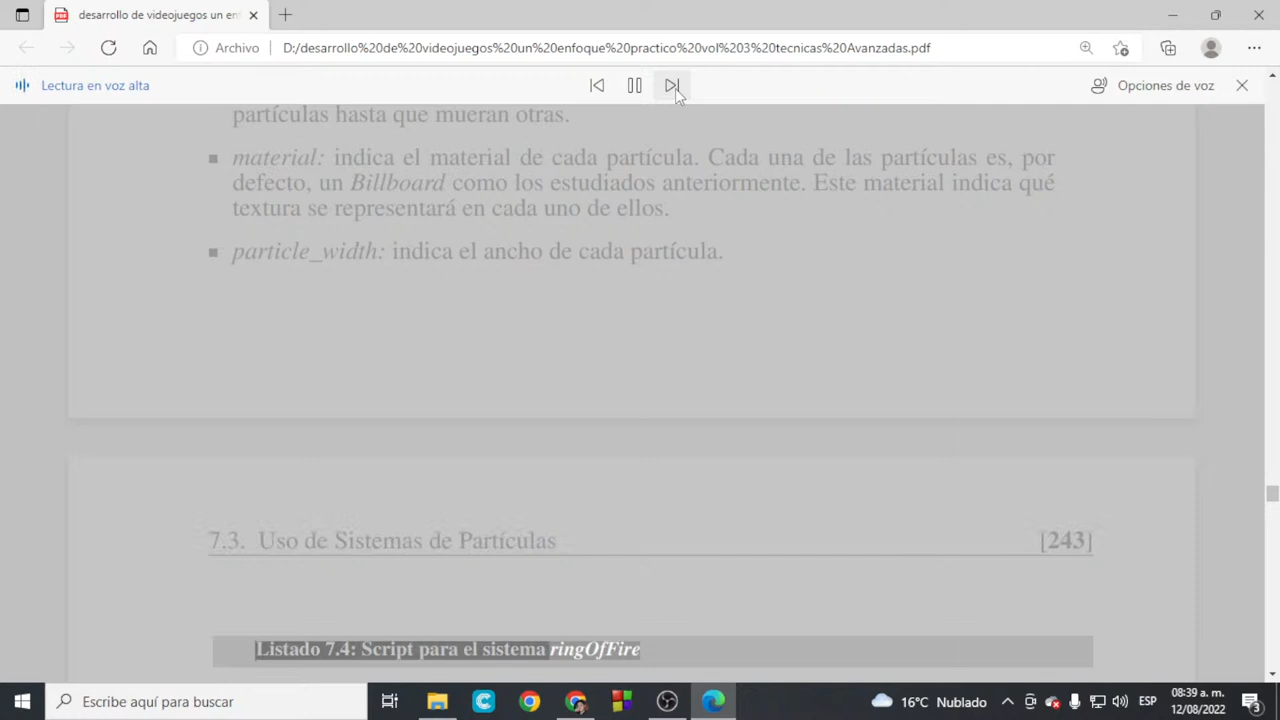 desarrollo de videojuegos un en
Archivo
D:/desarrollo%20de%20videojuegos%20un%20enfoque%20practico%20vol%203%20tecnicas%20Avanzadas.pdf
Lectura en voz alta
Opciones de voz
partículas hasta que mueran otras.
material: indica el material de cada partícula. Cada una de las partículas es, por
defecto, un Billboard como los estudiados anteriormente. Este material indica qué
textura se representará en cada uno de ellos.
particle_width: indica el ancho de cada partícula.
7.3. Uso de Sistemas de Partículas [243]
Listado 7.4: Script para el sistema ringOfFire
Escribe aquí para buscar
16°C Nublado
ESP
08:39 a. m.
12/08/2022
3